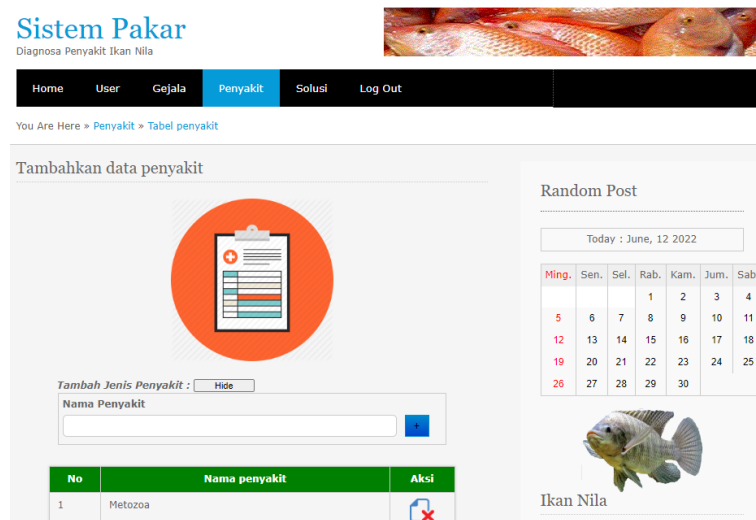 Sistem Pakar
Diagnosa Penyakit Ikan Nila
Home User Gejala Penyakit Solusi Log Out
You Are Here » Penyakit » Tabel penyakit
Tambahkan data penyakit
Tambah Jenis Penyakit : Hide
Nama Penyakit
+
No Nama penyakit Aksi
1 Metozoa
Random Post
Today : June, 12 2022
Ming. Sen. Sel. Rab. Kam. Jum. Sab
1 2 3 4
5 6 7 8 9 10 11
12 13 14 15 16 17 18
19 20 21 22 23 24 25
26 27 28 29 30
Ikan Nila